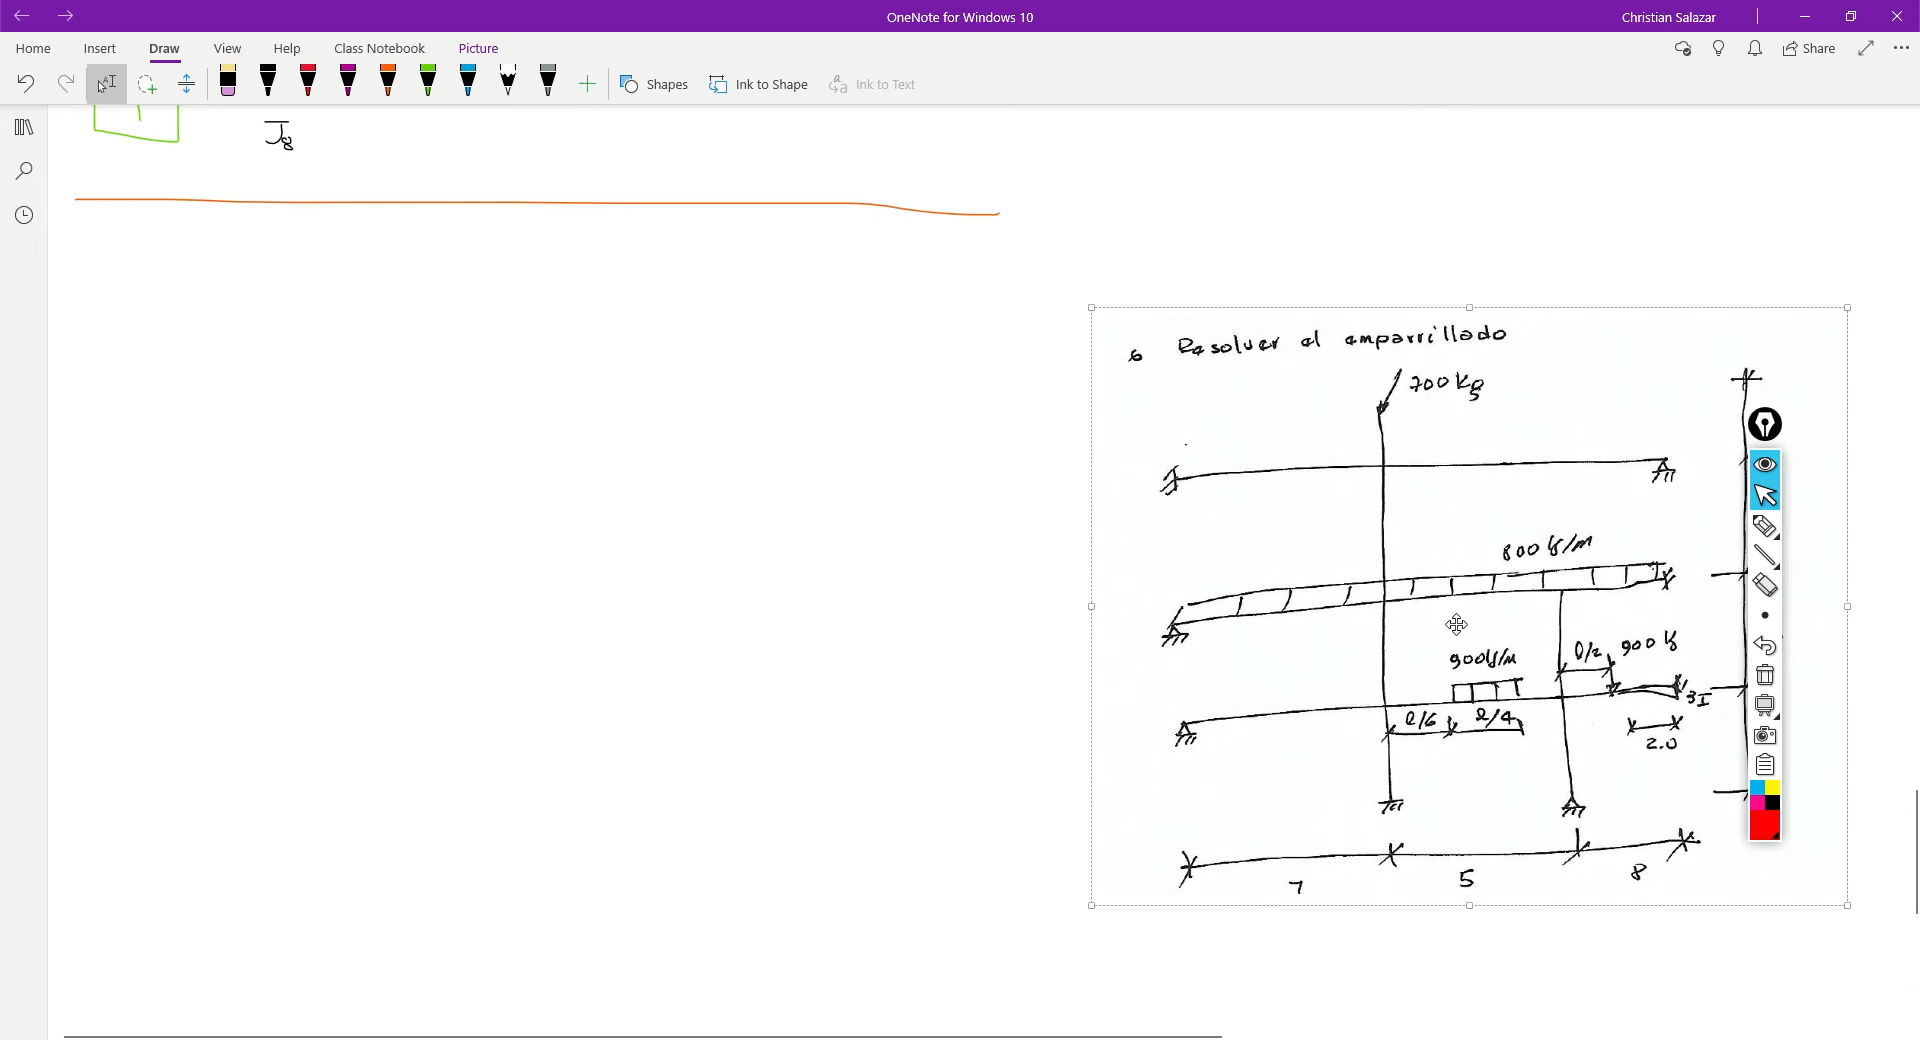 OneNote for Windows 10
Christian Salazar
Home Insert Draw View Help Class Notebook Picture
Share
Shapes
Ink to Shape
Ink to Text
J8
6 Resolver el emparrillado
700 Kg
800 kg/m
900 kg/m
l/2
900 kg
3I
l/6
l/4
2.0
7
5
8